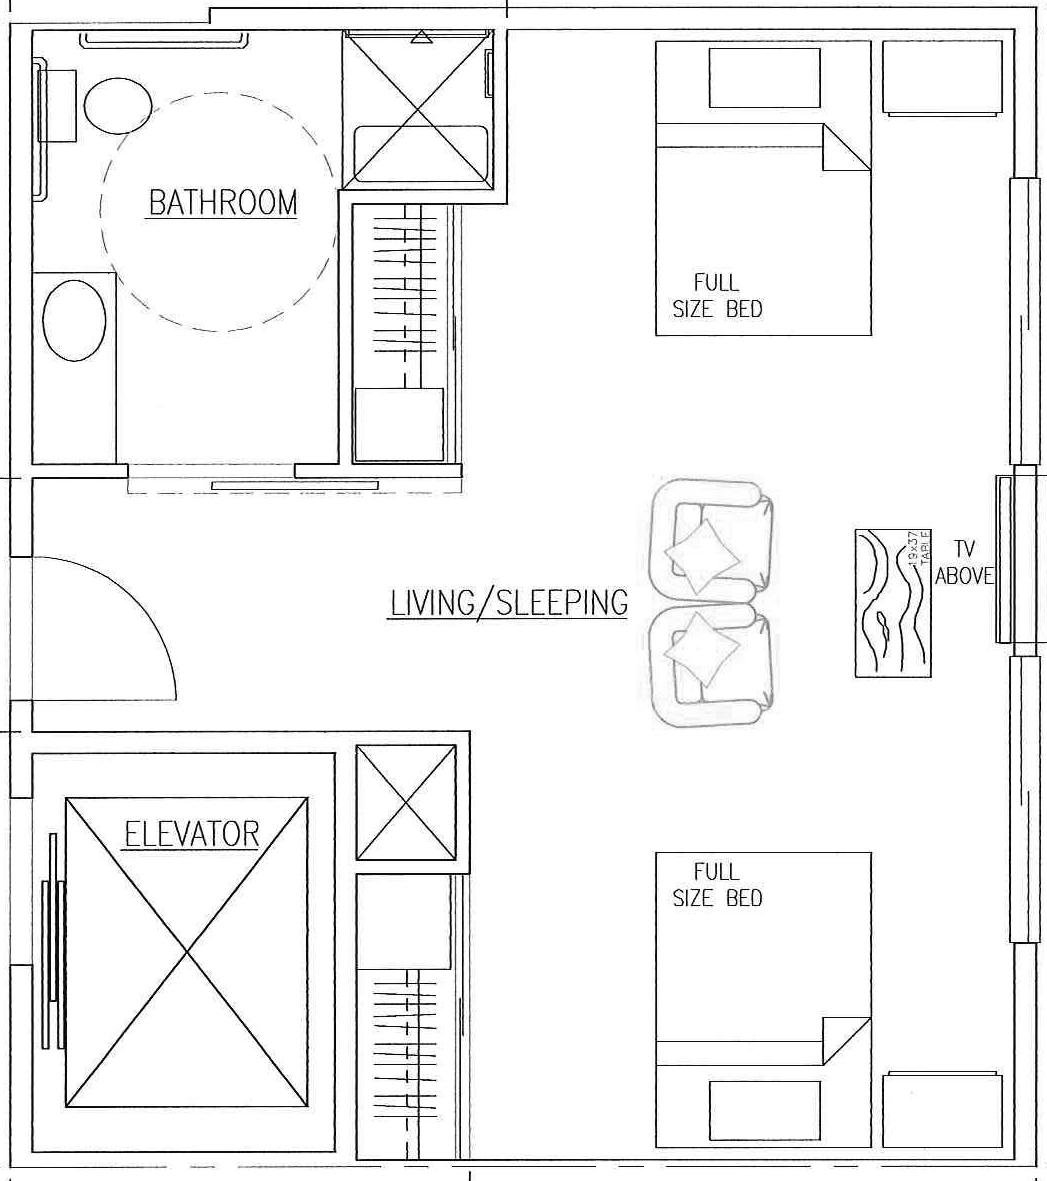 BATHROOM
FULL
SIZE BED
19x37
TABLE
TV
ABOVE
LIVING/SLEEPING
ELEVATOR
FULL
SIZE BED